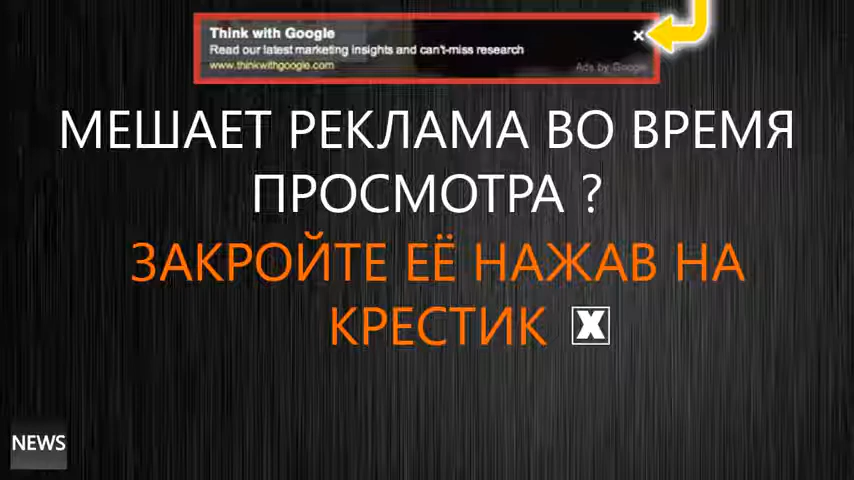 Think with Google
Read our latest marketing insights and can't-miss research
www.thinkwithgoogle.com
Ads by Google
МЕШАЕТ РЕКЛАМА ВО ВРЕМЯ
ПРОСМОТРА ?
ЗАКРОЙТЕ ЕЁ НАЖАВ НА
КРЕСТИК X
NEWS